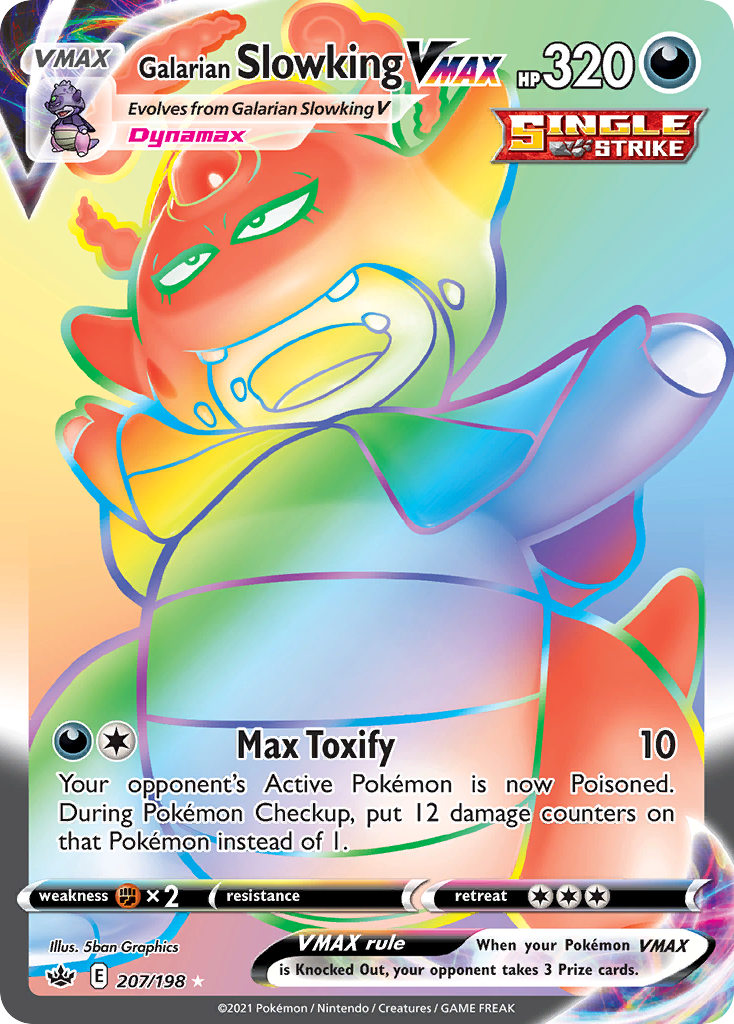 VMAX
Galarian Slowking VMAX HP 320
Evolves from Galarian Slowking V
Dynamax
SINGLE
STRIKE
Max Toxify 10
Your opponent's Active Pokémon is now Poisoned.
During Pokémon Checkup, put 12 damage counters on
that Pokémon instead of 1.
weakness ×2 resistance retreat
Illus. 5ban Graphics
VMAX rule When your Pokémon VMAX
is Knocked Out, your opponent takes 3 Prize cards.
E 207/198
©2021 Pokémon / Nintendo / Creatures / GAME FREAK